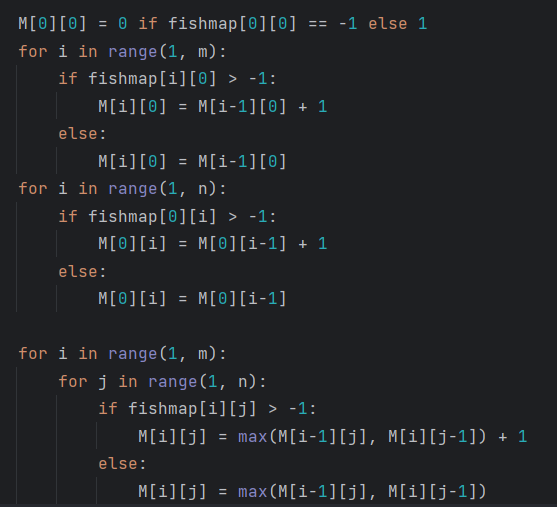 M[0][0] = 0 if fishmap[0][0] == -1 else 1
for i in range(1, m):
    if fishmap[i][0] > -1:
        M[i][0] = M[i-1][0] + 1
    else:
        M[i][0] = M[i-1][0]
for i in range(1, n):
    if fishmap[0][i] > -1:
        M[0][i] = M[0][i-1] + 1
    else:
        M[0][i] = M[0][i-1]

for i in range(1, m):
    for j in range(1, n):
        if fishmap[i][j] > -1:
            M[i][j] = max(M[i-1][j], M[i][j-1]) + 1
        else:
            M[i][j] = max(M[i-1][j], M[i][j-1])